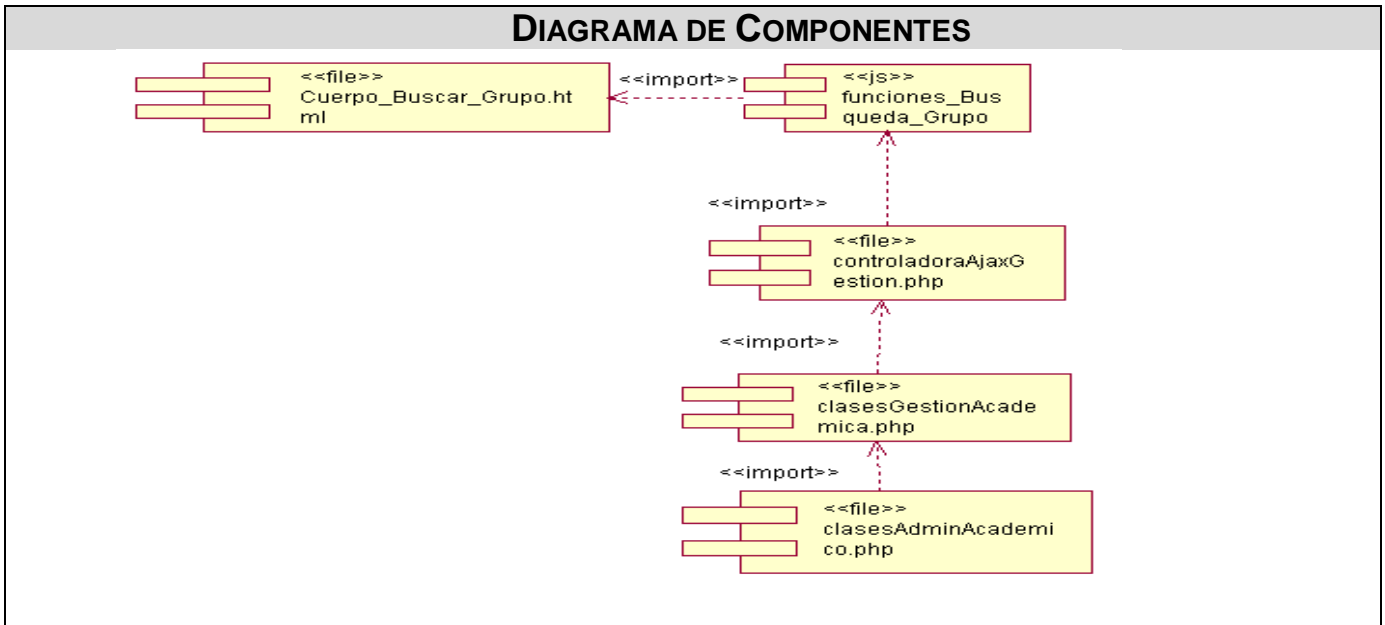 DIAGRAMA DE COMPONENTES
<<file>>
Cuerpo_Buscar_Grupo.ht
ml
<<import>>
<<js>>
funciones_Bus
queda_Grupo
<<import>>
<<file>>
controladoraAjaxG
estion.php
<<import>>
<<file>>
clasesGestionAcade
mica.php
<<import>>
<<file>>
clasesAdminAcademi
co.php